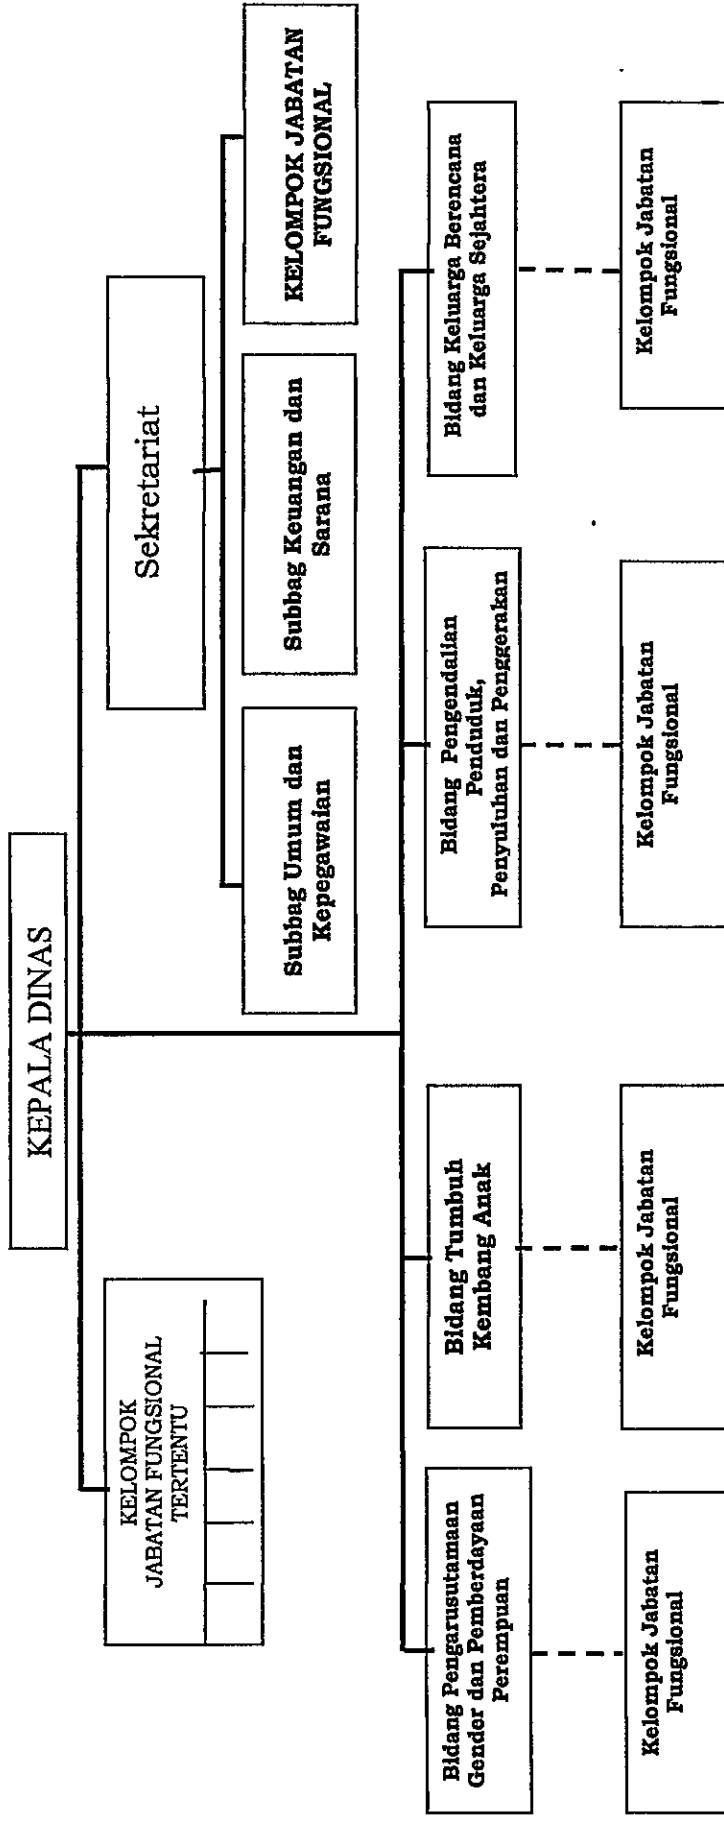 KEPALA DINAS
KELOMPOK
JABATAN FUNGSIONAL
TERTENTU
Sekretariat
Subbag Umum dan
Kepegawaian
Subbag Keuangan dan
Sarana
KELOMPOK JABATAN
FUNGSIONAL
Bidang Pengarusutamaan
Gender dan Pemberdayaan
Perempuan
Bidang Tumbuh
Kembang Anak
Bidang Pengendalian
Penduduk,
Penyuluhan dan Penggerakan
Bidang Keluarga Berencana
dan Keluarga Sejahtera
Kelompok Jabatan
Fungsional
Kelompok Jabatan
Fungsional
Kelompok Jabatan
Fungsional
Kelompok Jabatan
Fungsional